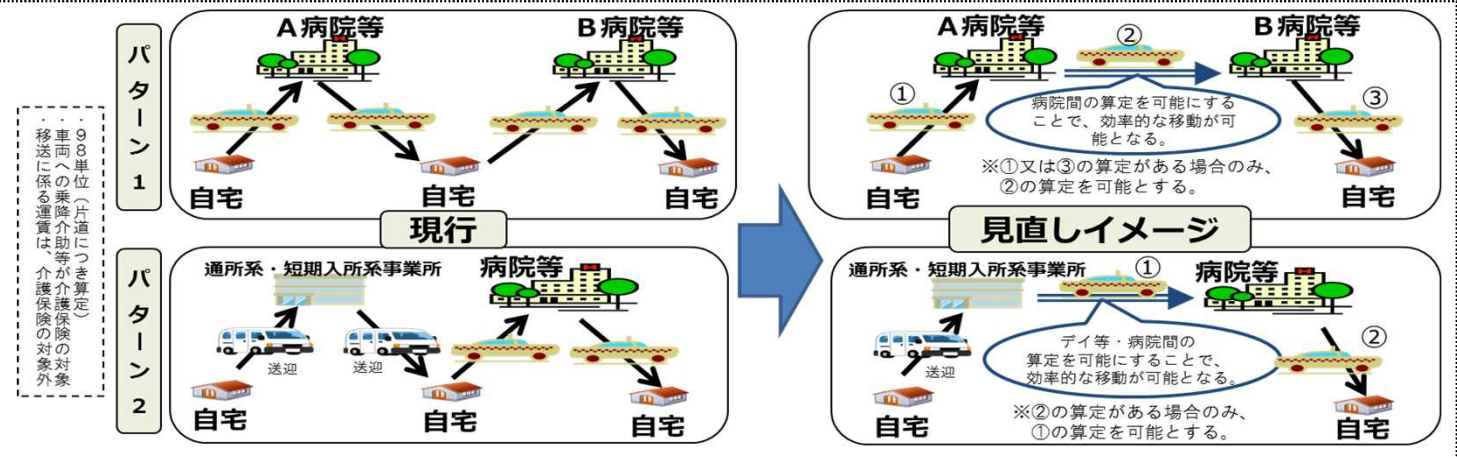 ・98単位（片道につき算定）
・車両への乗降介助等が介護保険の対象
・移送に係る運賃は、介護保険の対象外
パターン1
A病院等
B病院等
自宅
自宅
自宅
現行
パターン2
通所系・短期入所系事業所
病院等
送迎
送迎
自宅
自宅
自宅
A病院等
②
B病院等
①
病院間の算定を可能にする
ことで、効率的な移動が可
能となる。
③
※①又は③の算定がある場合のみ、
②の算定を可能とする。
自宅
自宅
見直しイメージ
通所系・短期入所系事業所
①
病院等
送迎
デイ等・病院間の
算定を可能にすることで、
効率的な移動が可能となる。
②
※②の算定がある場合のみ、
①の算定を可能とする。
自宅
自宅